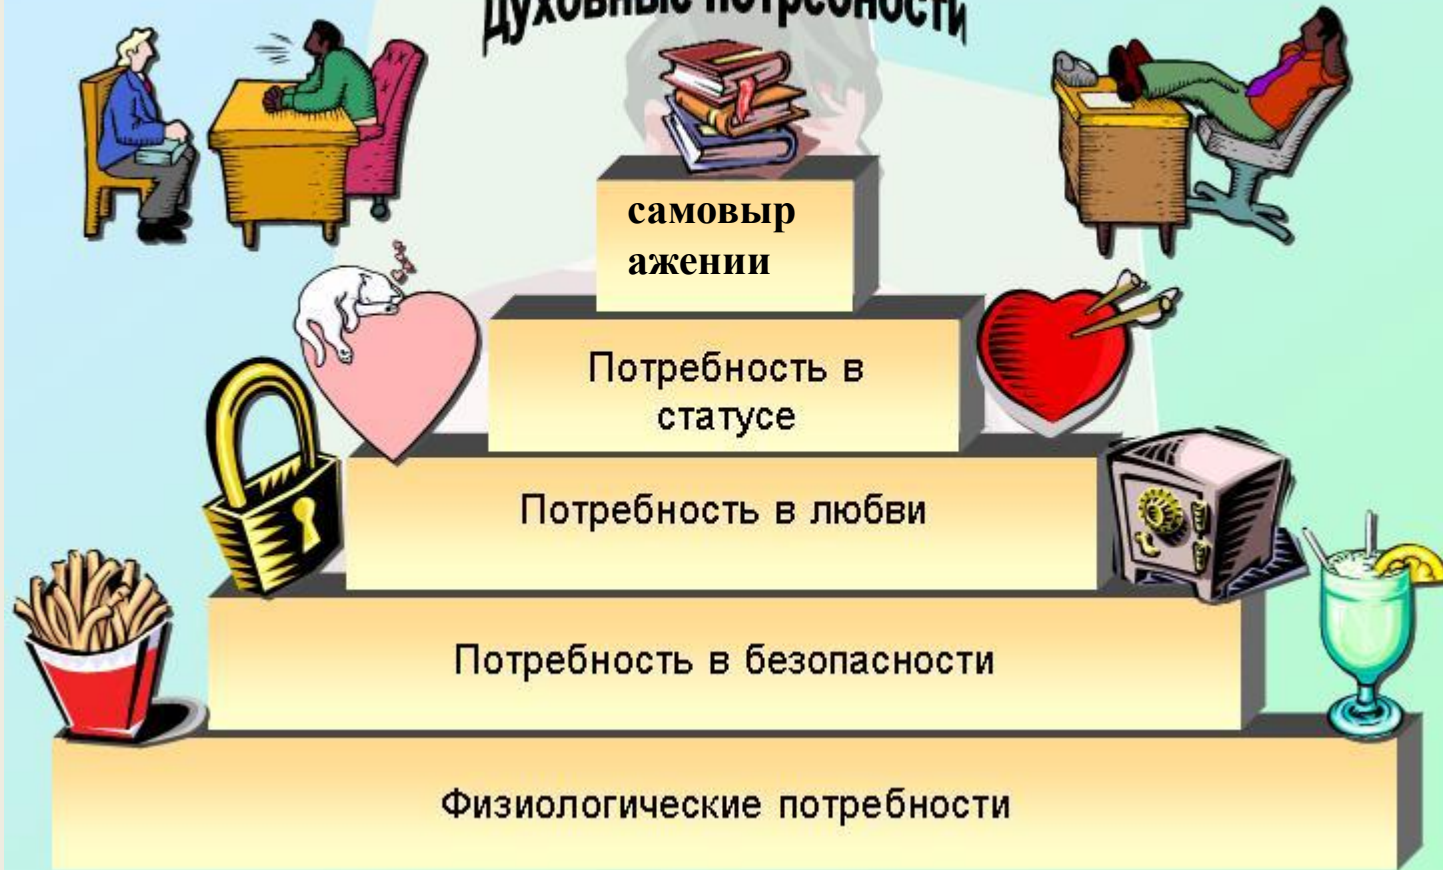 Духовные потребности
самовыр
ажении
Потребность в
статусе
Потребность в любви
Потребность в безопасности
Физиологические потребности